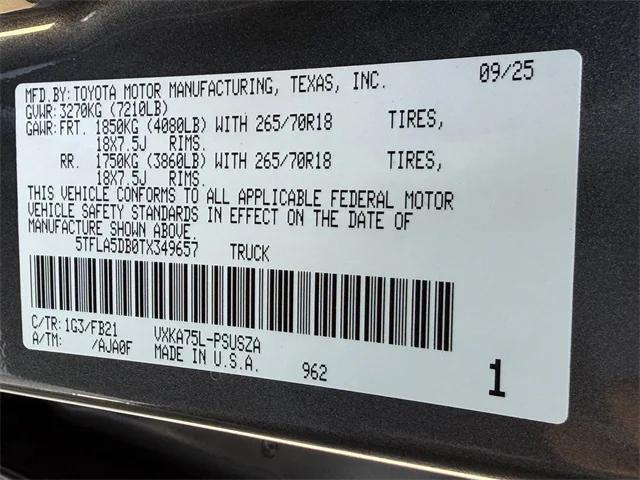 MFD.BY: TOYOTA MOTOR MANUFACTURING, TEXAS, INC. 09/25
GVWR: 3270KG (7210LB)
GAWR: FRT. 1850KG (4080LB) WITH 265/70R18 TIRES,
18X7.5J RIMS.
RR. 1750KG (3860LB) WITH 265/70R18 TIRES,
18X7.5J RIMS.
THIS VEHICLE CONFORMS TO ALL APPLICABLE FEDERAL MOTOR
VEHICLE SAFETY STANDARDS IN EFFECT ON THE DATE OF
MANUFACTURE SHOWN ABOVE.
5TFLA5DB0TX349657 TRUCK
C/TR: 1G3/FB21 VXKA75L-PSUSZA
A/TM: /AJA0F MADE IN U.S.A.
962 1